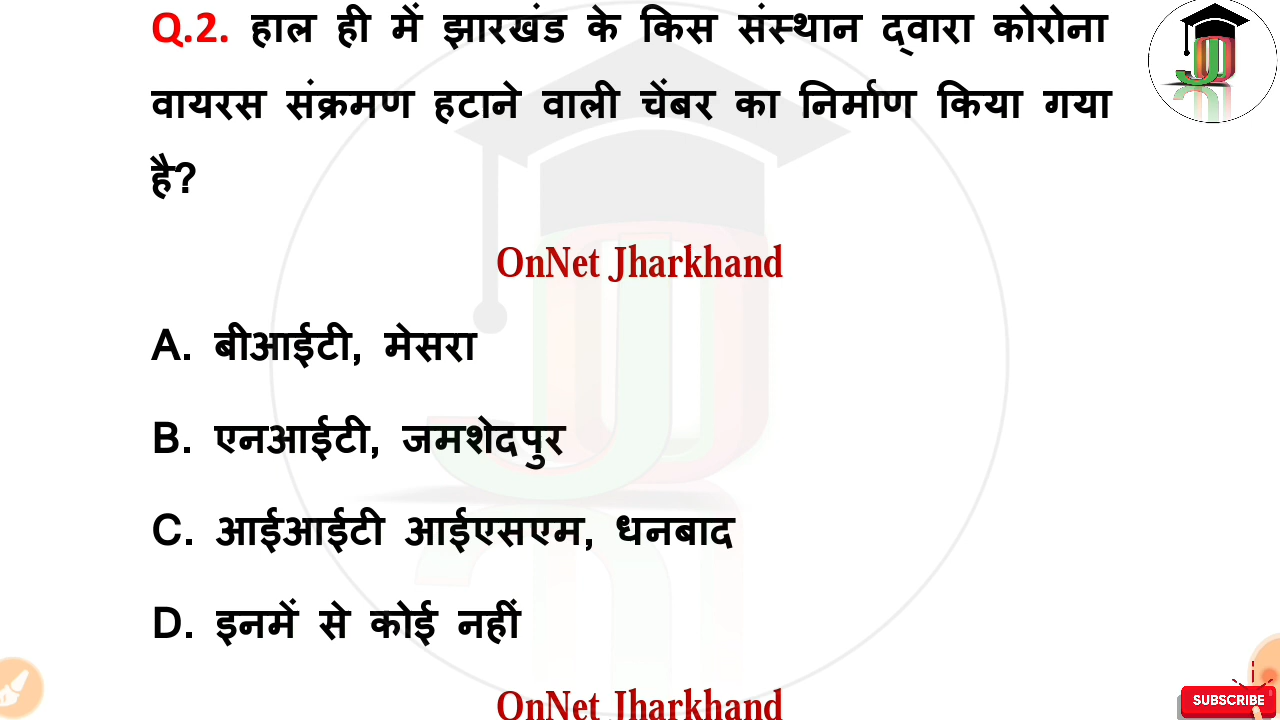 Q.2. हाल ही में झारखंड के किस संस्थान द्वारा कोरोना
वायरस संक्रमण हटाने वाली चेंबर का निर्माण किया गया
है?
OnNet Jharkhand
A. बीआईटी, मेसरा
B. एनआईटी, जमशेदपुर
C. आईआईटी आईएसएम, धनबाद
D. इनमें से कोई नहीं
OnNet Jharkhand
SUBSCRIBE